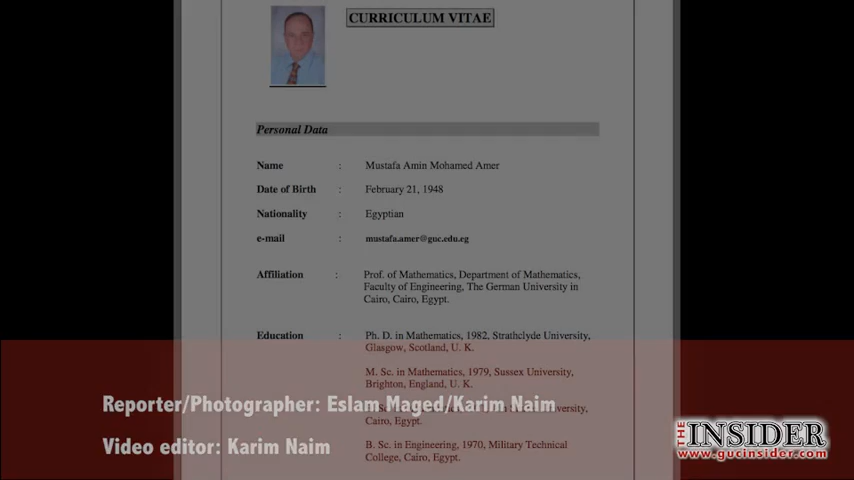 CURRICULUM VITAE
Personal Data
Name : Mustafa Amin Mohamed Amer
Date of Birth : February 21, 1948
Nationality : Egyptian
e-mail : mustafa.amer@guc.edu.eg
Affiliation : Prof. of Mathematics, Department of Mathematics,
Faculty of Engineering, The German University in
Cairo, Cairo, Egypt.
Education : Ph. D. in Mathematics, 1982, Strathclyde University,
Glasgow, Scotland, U. K.
M. Sc. in Mathematics, 1979, Sussex University,
Brighton, England, U. K.
Reporter/Photographer: Eslam Maged/Karim Naim
Cairo, Egypt.
B. Sc. in Engineering, 1970, Military Technical
College, Cairo, Egypt.
Video editor: Karim Naim
THE INSIDER
www.gucinsider.com